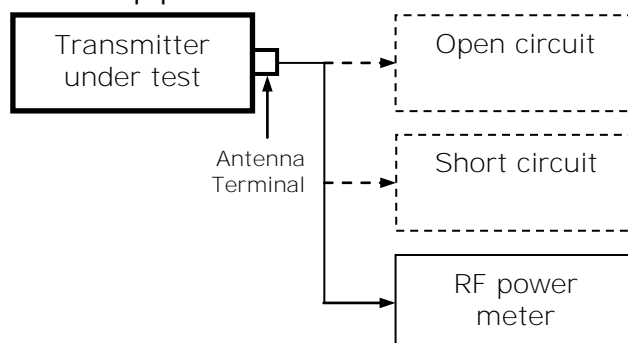 Transmitter
under test
Open circuit
Antenna
Terminal
Short circuit
RF power
meter